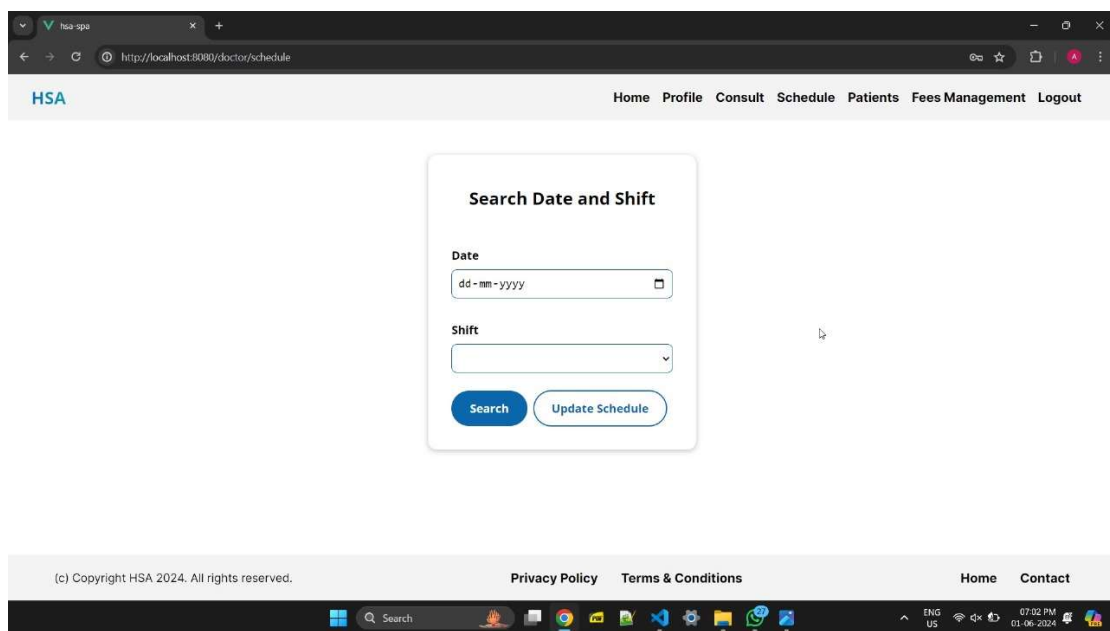 hsa-spa
http://localhost:8080/doctor/schedule
A
HSA
Home Profile Consult Schedule Patients Fees Management Logout
Search Date and Shift
Date
dd-mm-yyyy
Shift
Search Update Schedule
(c) Copyright HSA 2024. All rights reserved. Privacy Policy Terms & Conditions Home Contact
Search 27 ENG 07:02 PM
US 01-06-2024